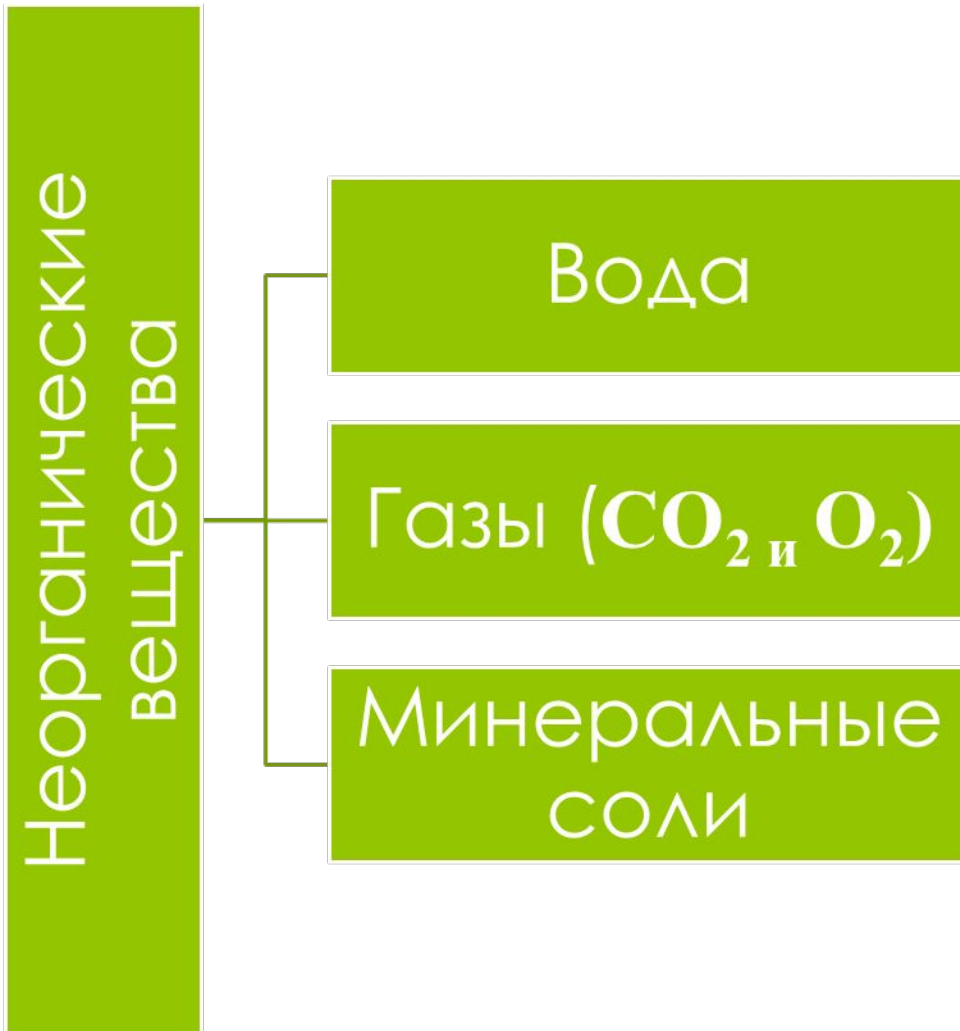 Неорганические
вещества
Вода
Газы (CO₂ и O₂)
Минеральные
соли